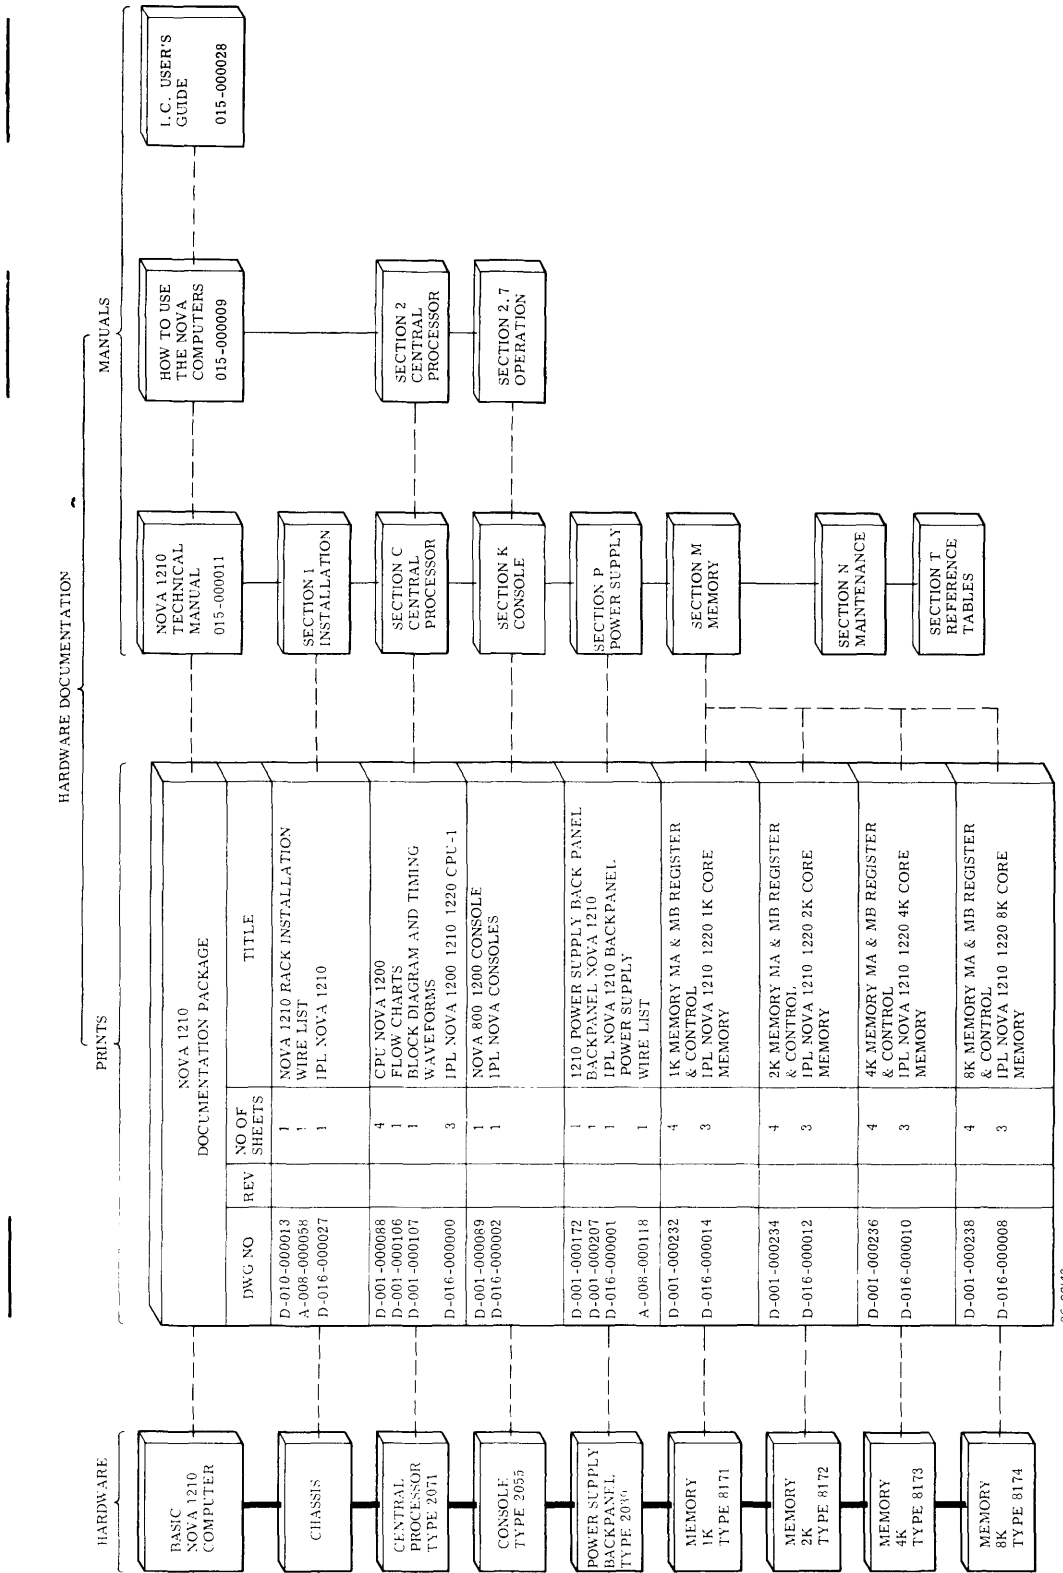 HARDWARE DOCUMENTATION
HARDWARE
PRINTS
MANUALS
BASIC
NOVA 1210
COMPUTER
CHASSIS
CENTRAL
PROCESSOR
TYPE 2071
CONSOLE
TYPE 2055
POWER SUPPLY
BACKPANEL
TYPE
MEMORY
1K
TYPE 8171
MEMORY
2K
TYPE 8172
MEMORY
4K
TYPE 8173
MEMORY
8K
TYPE 8174
NOVA 1210
DOCUMENTATION PACKAGE
DWG NO REV NO OF SHEETS TITLE
D-010-000013 1 NOVA 1210 RACK INSTALLATION
A-008-000058 1 WIRE LIST
D-016-000027 1 IPL NOVA 1210
D-001-000088 4 CPU NOVA 1200
D-001-000106 1 FLOW CHARTS
D-001-000107 1 BLOCK DIAGRAM AND TIMING
WAVEFORMS
D-016-000000 3 IPL NOVA 1200 1210 1220 CPU-1
D-001-000089 1 NOVA 800 1200 CONSOLE
D-016-000002 1 IPL NOVA CONSOLES
D-001-000172 1 1210 POWER SUPPLY BACK PANEL
D-001-000207 1 BACKPANEL NOVA 1210
D-016-000001 1 IPL NOVA 1210 BACKPANEL
POWER SUPPLY
A-008-000118 1 WIRE LIST
D-001-000232 4 1K MEMORY MA & MB REGISTER
& CONTROL
D-016-000014 3 IPL NOVA 1210 1220 1K CORE
MEMORY
D-001-000234 4 2K MEMORY MA & MB REGISTER
& CONTROL
D-016-000012 3 IPL NOVA 1210 1220 2K CORE
MEMORY
D-001-000236 4 4K MEMORY MA & MB REGISTER
& CONTROL
D-016-000010 3 IPL NOVA 1210 1220 4K CORE
MEMORY
D-001-000238 4 8K MEMORY MA & MB REGISTER
& CONTROL
D-016-000008 3 IPL NOVA 1210 1220 8K CORE
MEMORY
NOVA 1210
TECHNICAL
MANUAL
015-000011
SECTION I
INSTALLATION
SECTION C
CENTRAL
PROCESSOR
SECTION K
CONSOLE
SECTION P
POWER SUPPLY
SECTION M
MEMORY
SECTION N
MAINTENANCE
SECTION T
REFERENCE
TABLES
HOW TO USE
THE NOVA
COMPUTERS
015-000009
SECTION 2
CENTRAL
PROCESSOR
SECTION 2.7
OPERATION
I.C. USER'S
GUIDE
015-000028